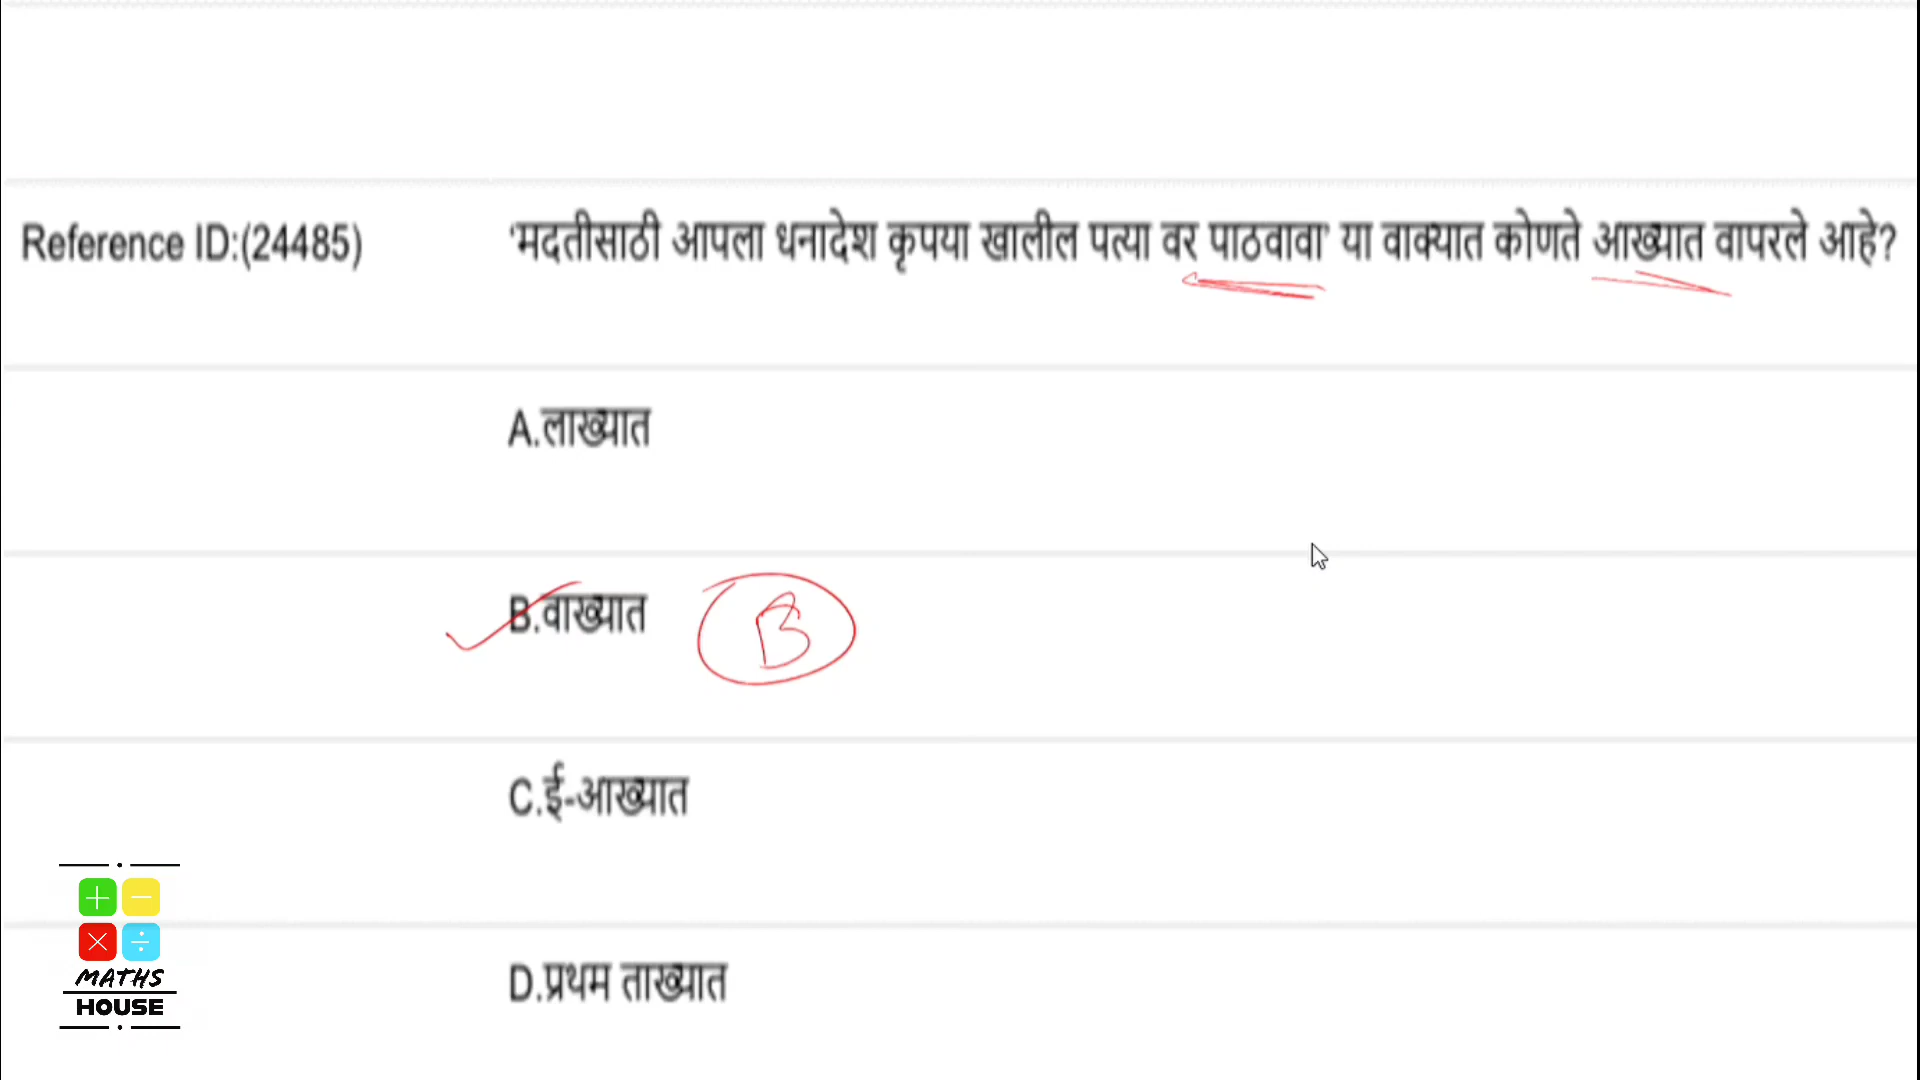 Reference ID:(24485) 'मदतीसाठी आपला धनादेश कृपया खालील पत्त्या वर पाठवावा' या वाक्यात कोणते आख्यात वापरले आहे?
A.लाख्यात
B.वाख्यात B
C.ई-आख्यात
D.प्रथम ताख्यात
MATHS
HOUSE